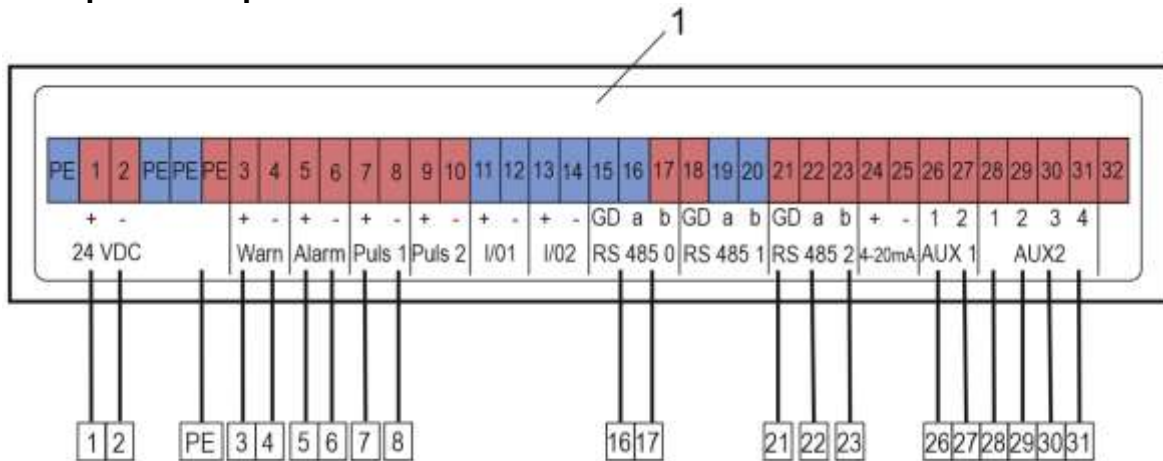 1
PE 1 2 PE PE PE 3 4 5 6 7 8 9 10 11 12 13 14 15 16 17 18 19 20 21 22 23 24 25 26 27 28 29 30 31 32
+ - + - + - + - + - + - + - GD a b GD a b GD a b + - 1 2 1 2 3 4
24 VDC Warn Alarm Puls 1 Puls 2 I/01 I/02 RS 485 0 RS 485 1 RS 485 2 4-20mA AUX 1 AUX2
1 2 PE 3 4 5 6 7 8 16 17 21 22 23 26 27 28 29 30 31